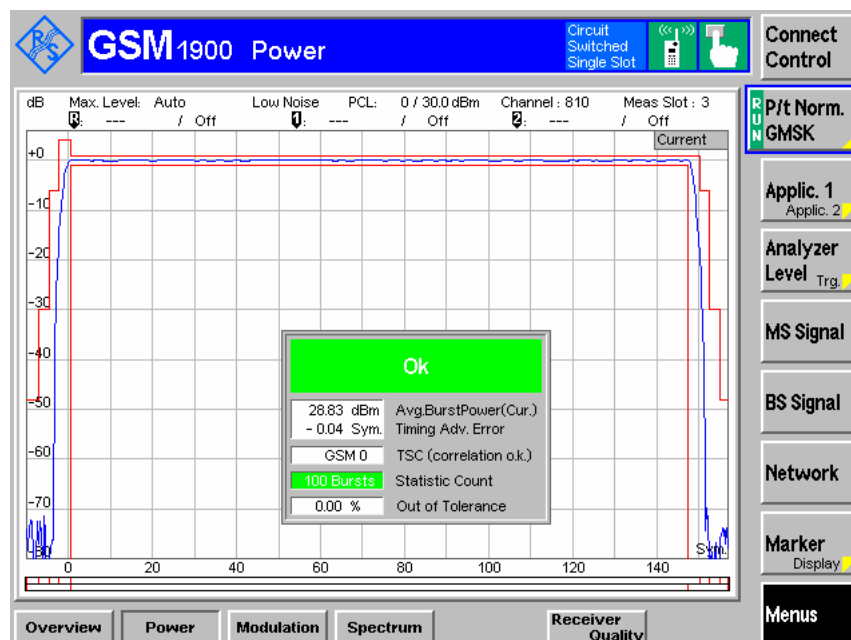 R S
GSM 1900 Power
Circuit
Switched
Single Slot
Connect
Control
dB Max. Level: Auto Low Noise PCL: 0 / 30.0 dBm Channel : 810 Meas Slot : 3
R: --- / Off 1: --- / Off 2: --- / Off
Current
RUN
P/t Norm.
GMSK
Applic. 1
Applic. 2
Analyzer
Level Trg.
MS Signal
BS Signal
Network
Marker
Display
Menus
+0
-10
-20
-30
-40
-50
-60
-70
-80
Ok
28.83 dBm Avg.BurstPower(Cur.)
- 0.04 Sym. Timing Adv. Error
GSM 0 TSC (correlation o.k.)
100 Bursts Statistic Count
0.00 % Out of Tolerance
Sym.
0 20 40 60 80 100 120 140
Overview Power Modulation Spectrum Receiver
Quality